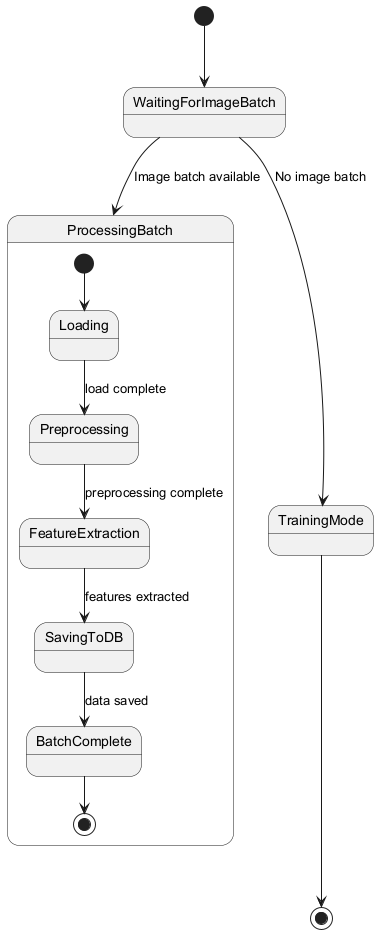 WaitingForImageBatch
Image batch available
No image batch
ProcessingBatch
Loading
load complete
Preprocessing
preprocessing complete
FeatureExtraction
TrainingMode
features extracted
SavingToDB
data saved
BatchComplete